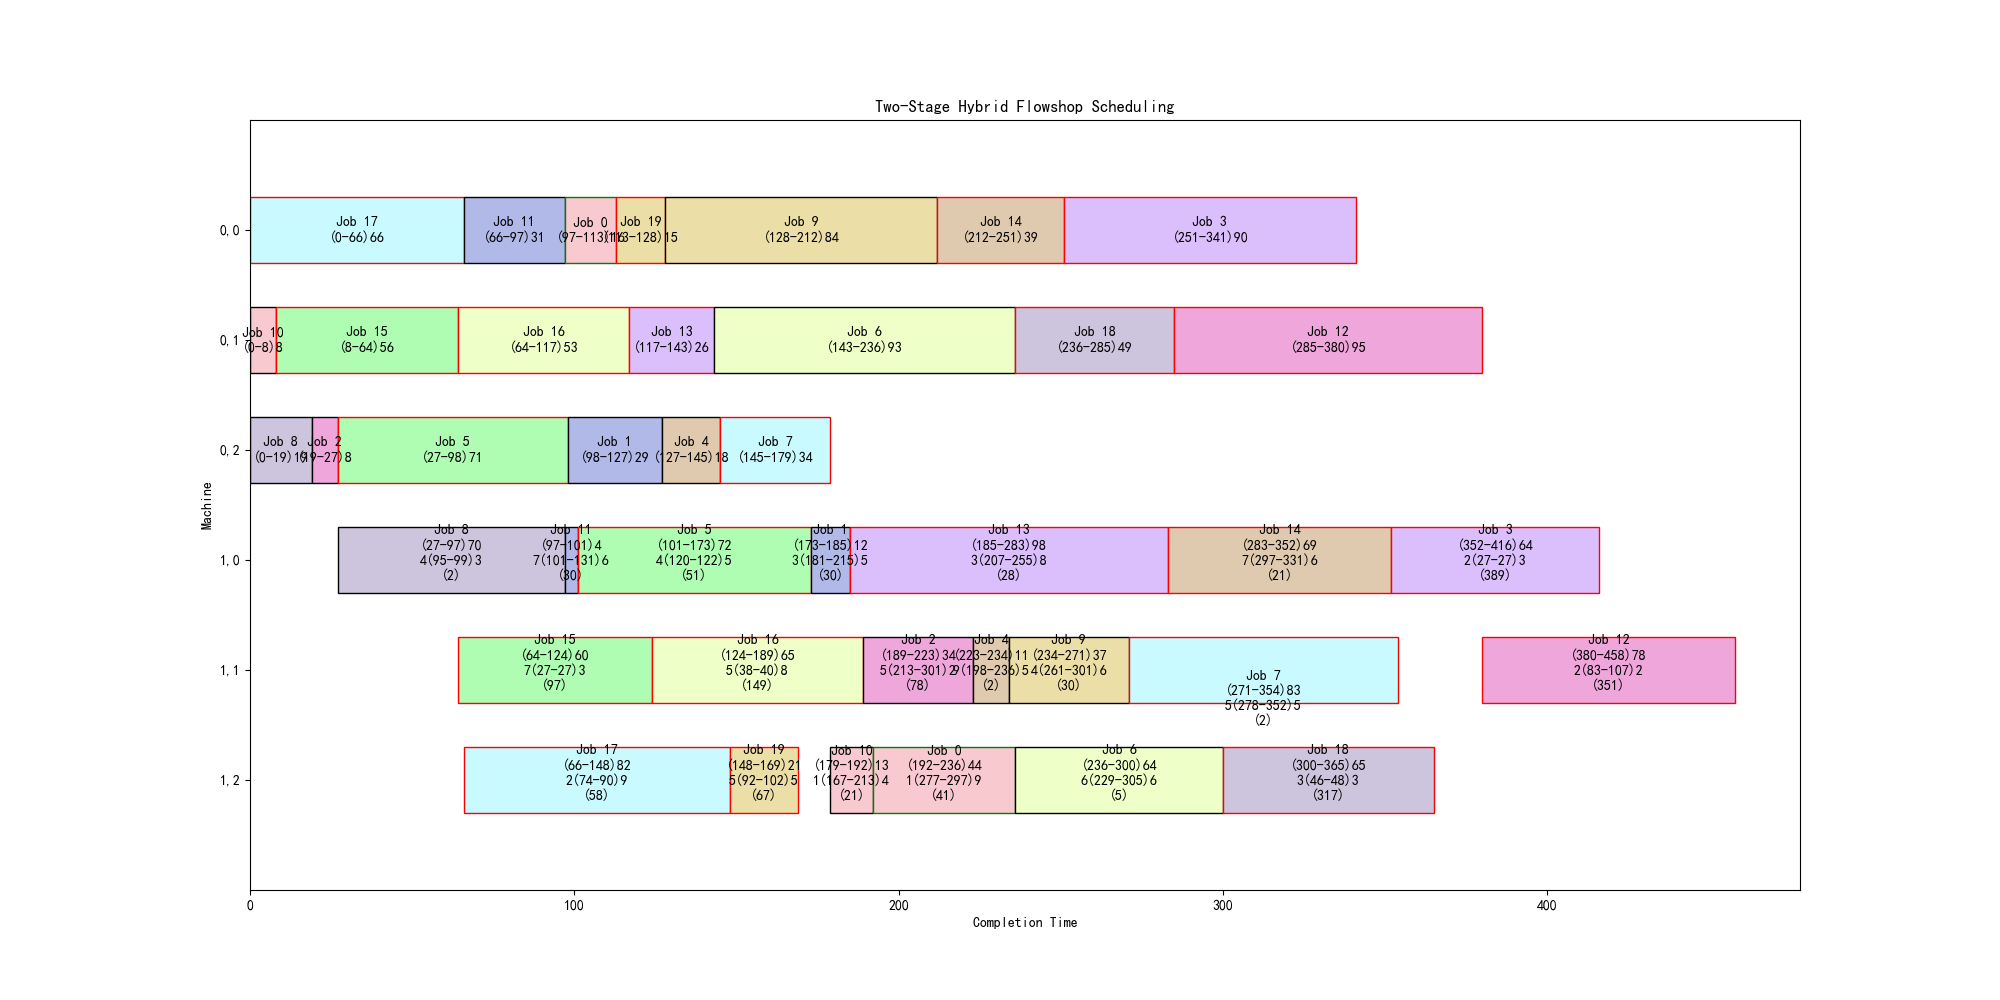 Two-Stage Hybrid Flowshop Scheduling
0,0
Job 17
(0-66)66
Job 11
(66-97)31
Job 0
(97-113)16
Job 19
(113-128)15
Job 9
(128-212)84
Job 14
(212-251)39
Job 3
(251-341)90
0,1
Job 10
(0-8)8
Job 15
(8-64)56
Job 16
(64-117)53
Job 13
(117-143)26
Job 6
(143-236)93
Job 18
(236-285)49
Job 12
(285-380)95
0,2
Job 8
(0-19)19
Job 2
(19-27)8
Job 5
(27-98)71
Job 1
(98-127)29
Job 4
(127-145)18
Job 7
(145-179)34
Machine
1,0
Job 8
(27-97)70
4(95-99)3
(2)
Job 11
(97-101)4
7(101-131)6
(30)
Job 5
(101-173)72
4(120-122)5
(51)
Job 1
(173-185)12
3(181-215)5
(30)
Job 13
(185-283)98
3(207-255)8
(28)
Job 14
(283-352)69
7(297-331)6
(21)
Job 3
(352-416)64
2(27-27)3
(389)
1,1
Job 15
(64-124)60
7(27-27)3
(97)
Job 16
(124-189)65
5(38-40)8
(149)
Job 2
(189-223)34
5(213-301)2
(78)
Job 4
(223-234)11
9(198-236)5
(2)
Job 9
(234-271)37
4(261-301)6
(30)
Job 7
(271-354)83
5(278-352)5
(2)
Job 12
(380-458)78
2(83-107)2
(351)
1,2
Job 17
(66-148)82
2(74-90)9
(58)
Job 19
(148-169)21
5(92-102)5
(67)
Job 10
(179-192)13
1(167-213)4
(21)
Job 0
(192-236)44
1(277-297)9
(41)
Job 6
(236-300)64
6(229-305)6
(5)
Job 18
(300-365)65
3(46-48)3
(317)
0
100
200
300
400
Completion Time